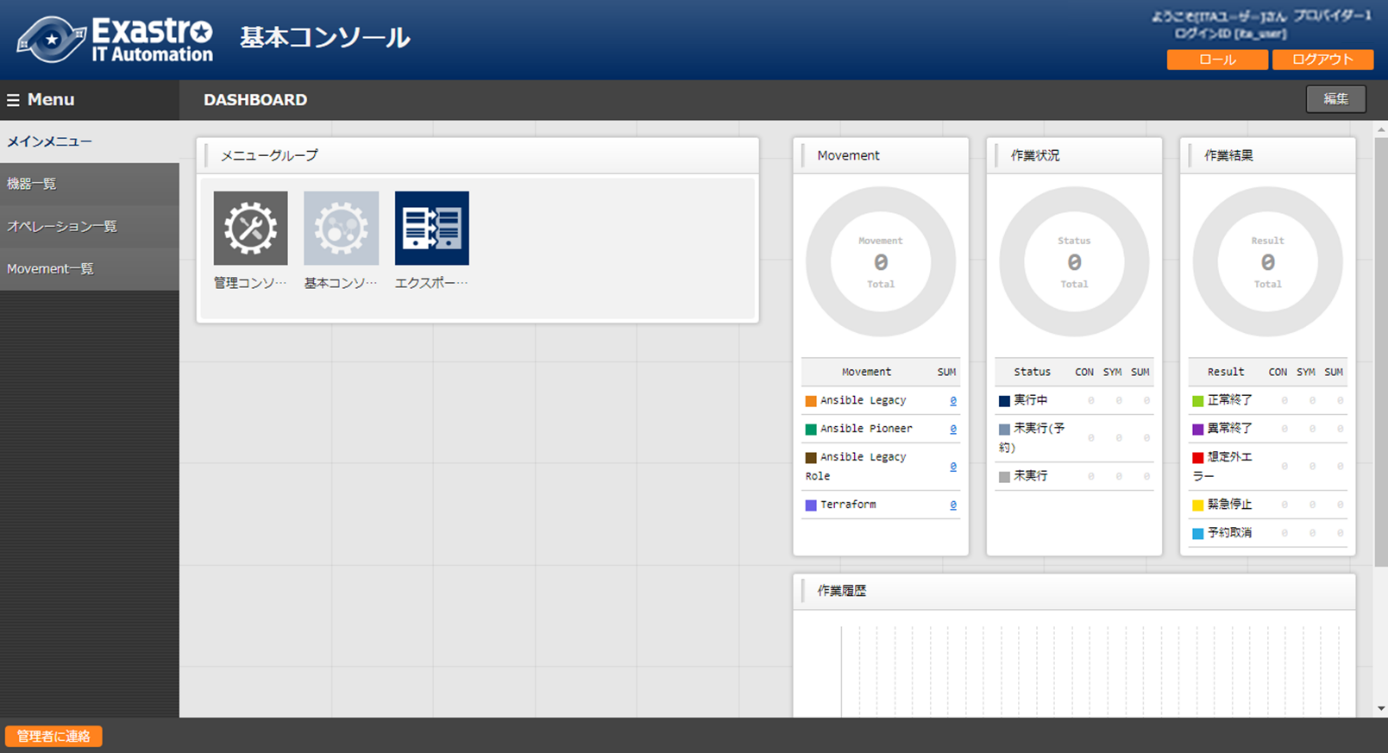 Exastro
IT Automation
基本コンソール
ようこそ[ITAユーザー]さん プロバイダー1
ログインID [ita_user]
ロール
ログアウト
Menu
DASHBOARD
編集
メインメニュー
機器一覧
オペレーション一覧
Movement一覧
メニューグループ
管理コンソ…
基本コンソ…
エクスポー…
Movement
Movement
0
Total
Movement SUM
Ansible Legacy 0
Ansible Pioneer 0
Ansible Legacy
Role 0
Terraform 0
作業状況
Status
0
Total
Status CON SYM SUM
実行中 0 0 0
未実行(予
約) 0 0 0
未実行 0 0 0
作業結果
Result
0
Total
Result CON SYM SUM
正常終了 0 0 0
異常終了 0 0 0
想定外エ
ラー 0 0 0
緊急停止 0 0 0
予約取消 0 0 0
作業履歴
管理者に連絡